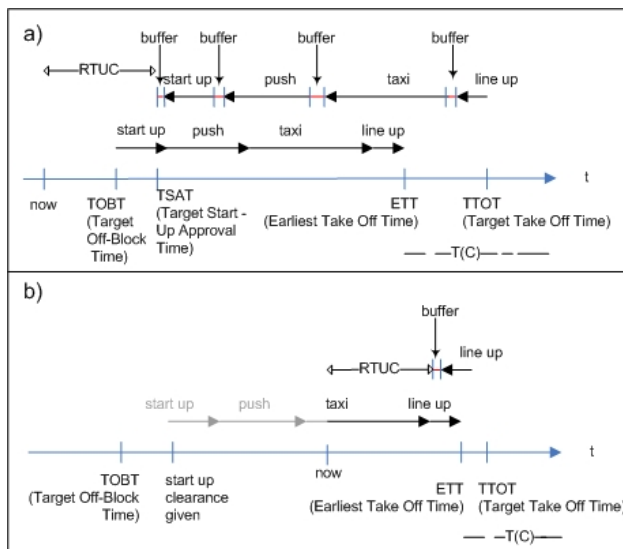 a)
buffer buffer buffer buffer
RTUC start up push taxi line up
start up push taxi line up
t
now TOBT TSAT ETT TTOT
(Target (Target Start - (Earliest Take Off Time) (Target Take Off Time)
Off-Block Up Approval
Time) Time)
T(C)
b)
buffer
RTUC line up
start up push taxi line up
t
now
TOBT start up ETT TTOT
(Target Off-Block clearance (Earliest Take Off Time) (Target Take Off Time)
Time) given
T(C)